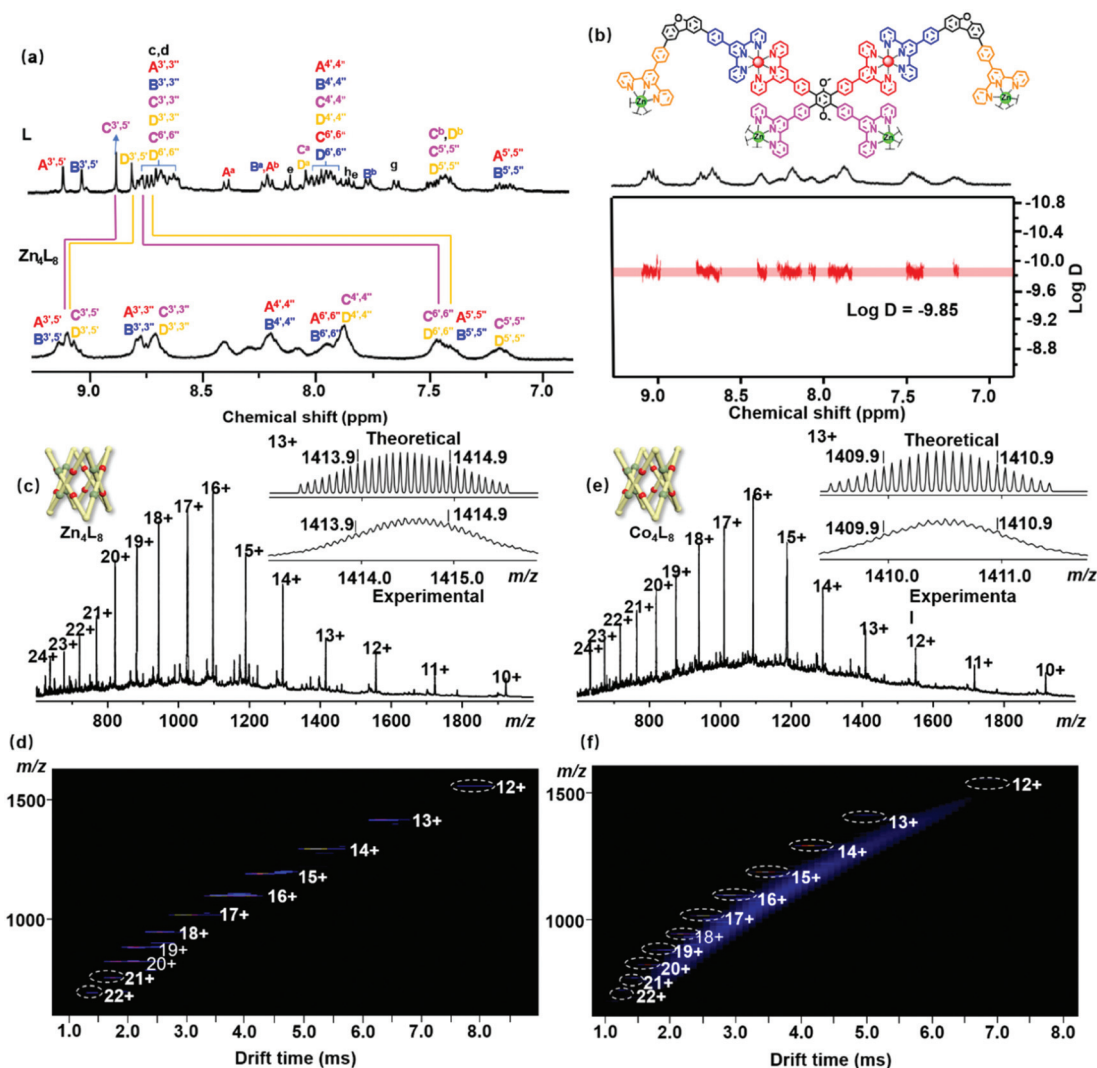 (a)
c,d
A3',3"
B3',3"
C3',3"
D3',3"
C6',6"
D6',6"
A4',4"
B4',4"
C4',4"
D4',4"
C6',6"
D6',6"
L
C3',5'
A3',5'
B3',5'
D3',5'
Aa
Ba,Ab
e
Ca
Da
h
e
Bb
g
Cb,Db
C5',5"
D5',5"
A5',5"
B5',5"
Zn4L8
A3',5'
B3',5'
C3',5'
D3',5'
A3',3"
B3',3"
C3',3"
D3',3"
A4',4"
B4',4"
A6',6"
B6',6"
C4',4"
D4',4"
C6',6"
D6',6"
A5',5"
B5',5"
C5',5"
D5',5"
9.0 8.5 8.0 7.5 7.0
Chemical shift (ppm)
(b)
Zn Zn Zn Zn
-10.8
-10.4
-10.0
-9.6
-9.2
-8.8
Log D
Log D = -9.85
9.0 8.5 8.0 7.5 7.0
Chemical shift (ppm)
(c)
Zn4L8
13+
Theoretical
1413.9 1414.9
1413.9 1414.9
1414.0 1415.0 m/z
Experimental
24+ 23+ 22+ 21+ 20+ 19+ 18+ 17+ 16+ 15+ 14+ 13+ 12+ 11+ 10+
800 1000 1200 1400 1600 1800 m/z
(e)
Co4L8
13+
Theoretical
1409.9 1410.9
1409.9 1410.9
1410.0 1411.0 m/z
Experimenta
l
24+ 23+ 22+ 21+ 20+ 19+ 18+ 17+ 16+ 15+ 14+ 13+ 12+ 11+ 10+
800 1000 1200 1400 1600 1800 m/z
(d)
m/z
1500
1000
12+
13+
14+
15+
16+
17+
18+
19+
20+
21+
22+
1.0 2.0 3.0 4.0 5.0 6.0 7.0 8.0
Drift time (ms)
(f)
m/z
1500
1000
12+
13+
14+
15+
16+
17+
18+
19+
20+
21+
22+
1.0 2.0 3.0 4.0 5.0 6.0 7.0 8.0
Drift time (ms)